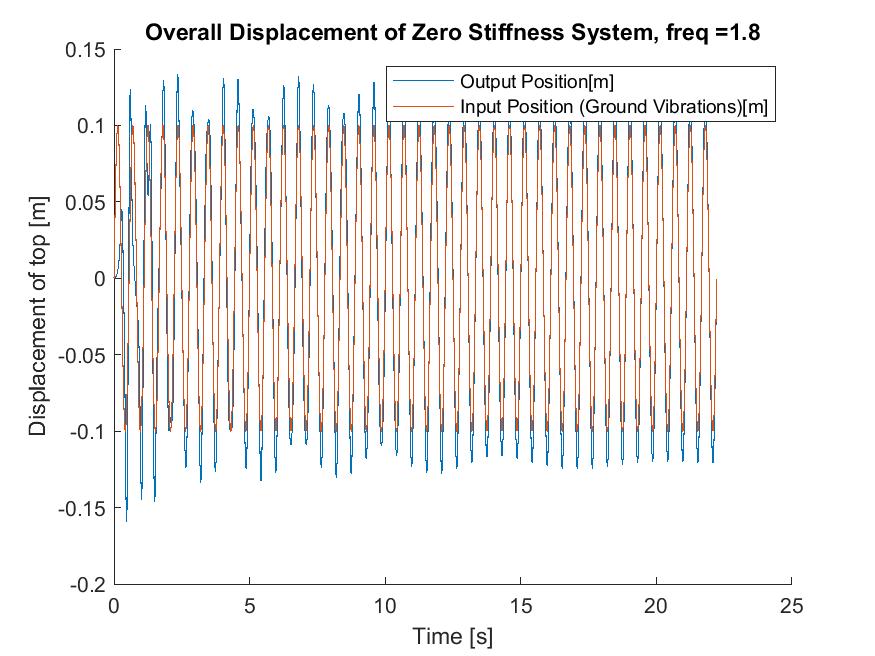 Overall Displacement of Zero Stiffness System, freq =1.8
Output Position[m]
Input Position (Ground Vibrations)[m]
Displacement of top [m]
0.15
0.1
0.05
0
-0.05
-0.1
-0.15
-0.2
0
5
10
15
20
25
Time [s]